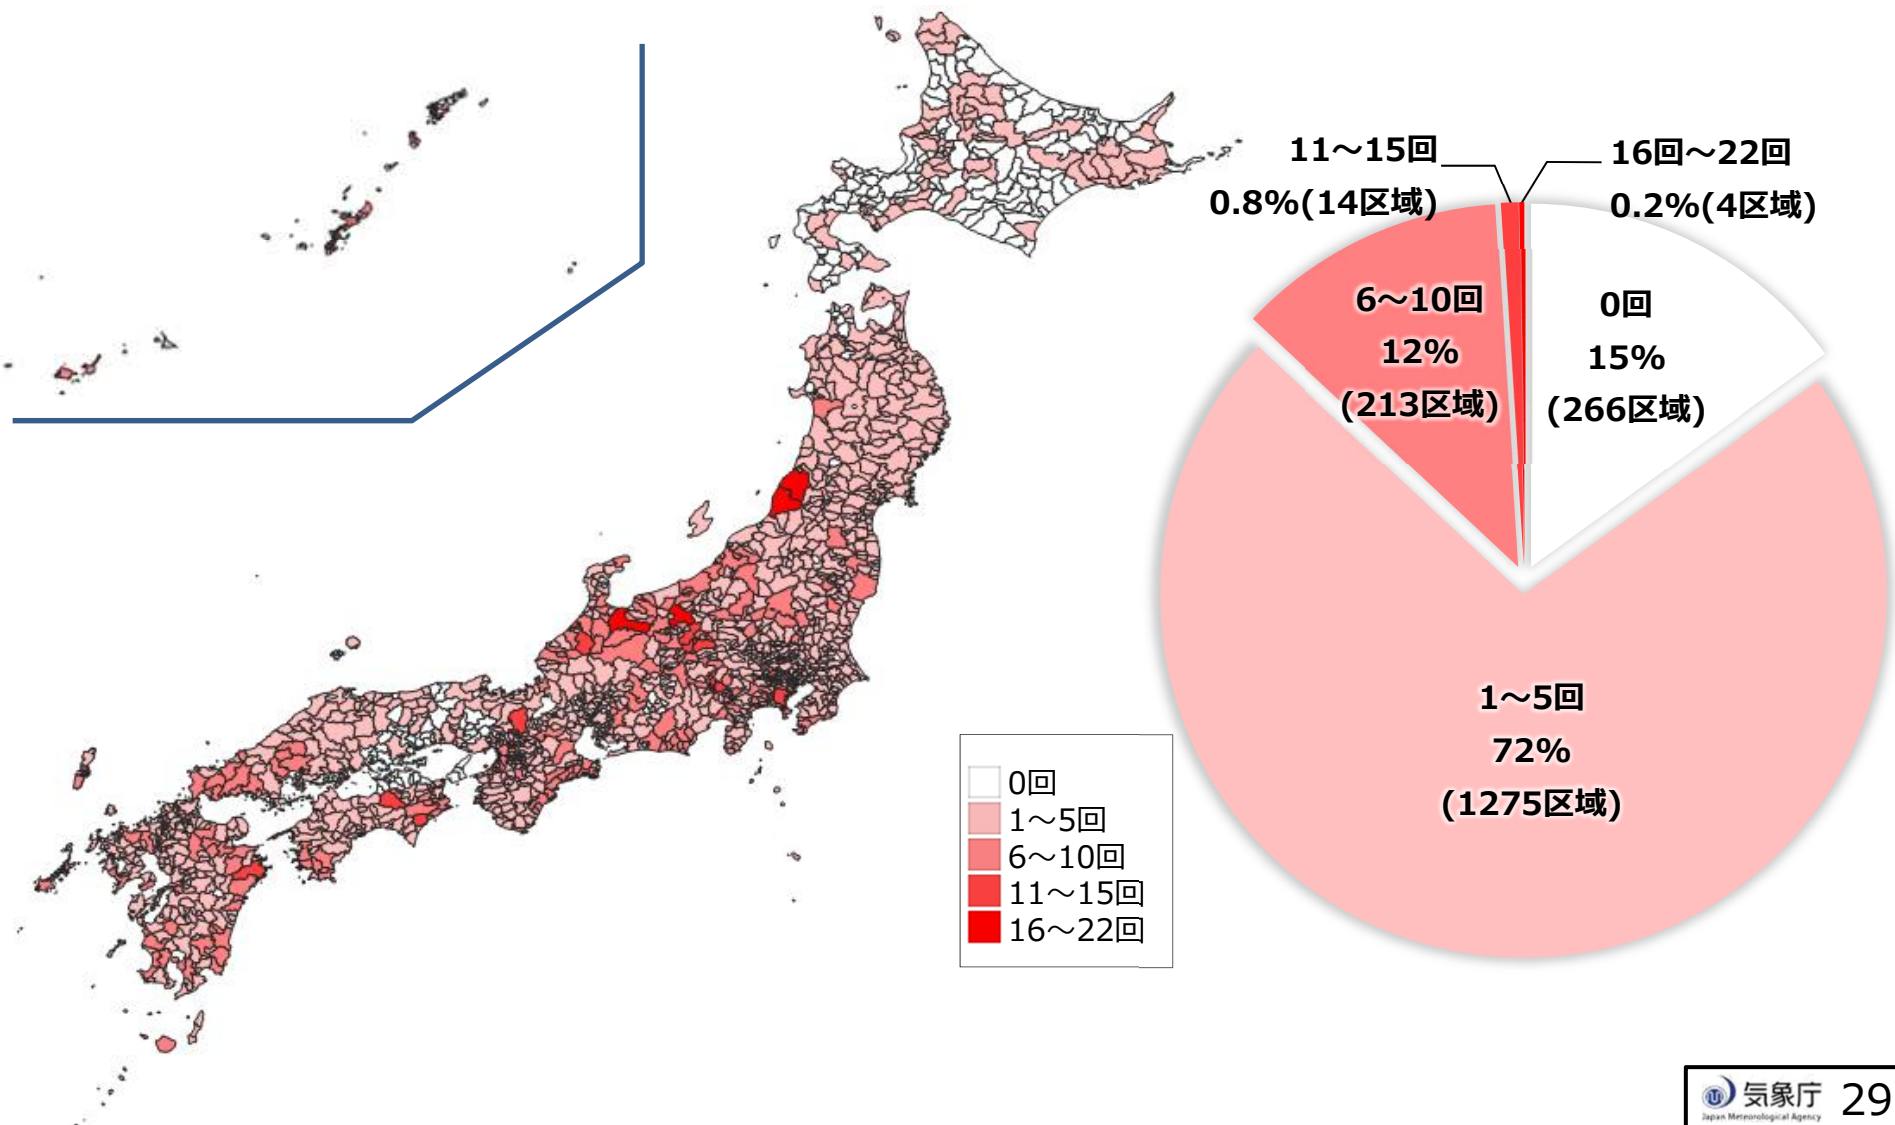 11～15回
0.8%(14区域)
16回～22回
0.2%(4区域)
6～10回
12%
(213区域)
0回
15%
(266区域)
1～5回
72%
(1275区域)
0回
1～5回
6～10回
11～15回
16～22回
気象庁
Japan Meteorological Agency
29